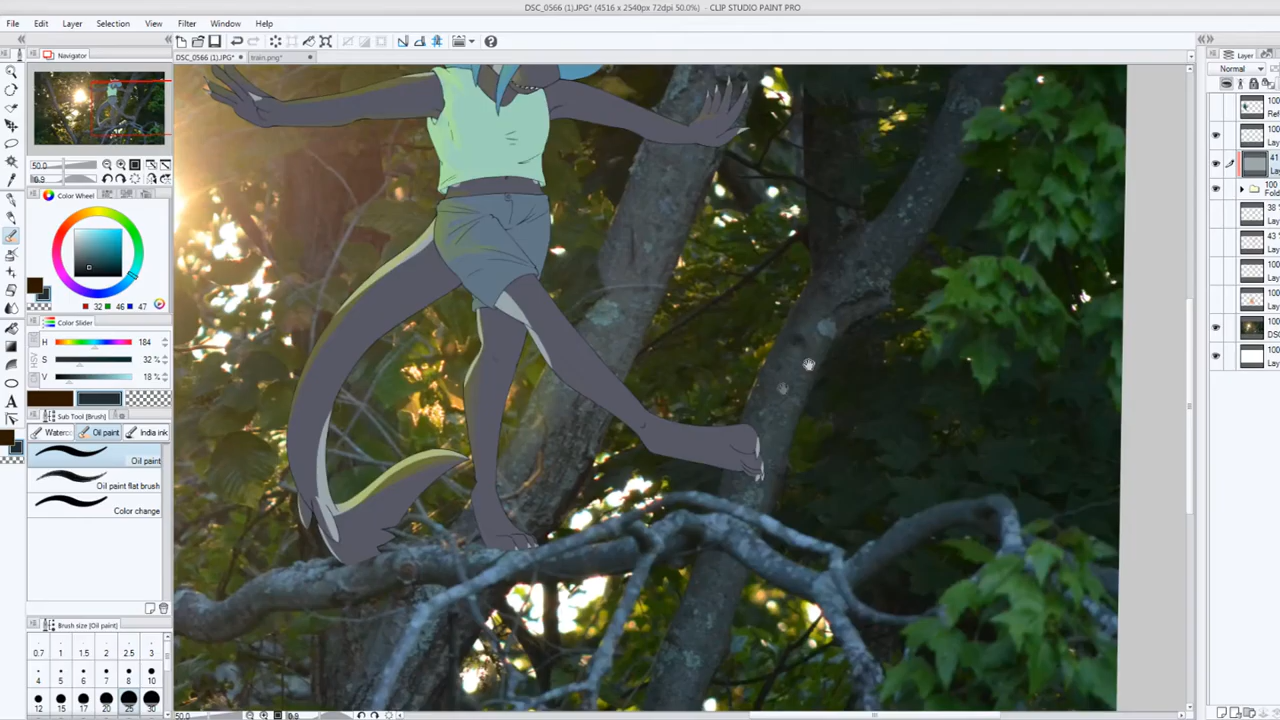 DSC_0566 (1).JPG* (4516 x 2540px 72dpi 50.0%) - CLIP STUDIO PAINT PRO
File Edit Layer Selection View Filter Window Help
DSC_0566 (1).JPG* train.png*
Navigator
50.0
Color Wheel
32 46 47
Color Slider
H 184
S 32 %
V 18 %
Sub Tool [Brush]
Oil paint India ink
Oil paint
Oil paint flat brush
Color change
Brush size [Oil paint]
0.7 1 1.5 2 2.5 3
4 5 6 7 8 10
12 15 17 20 25 30
50.0
Layer
Normal
100
100
41
100
Fold
38 %
43 %
100
100
100
DSC
100